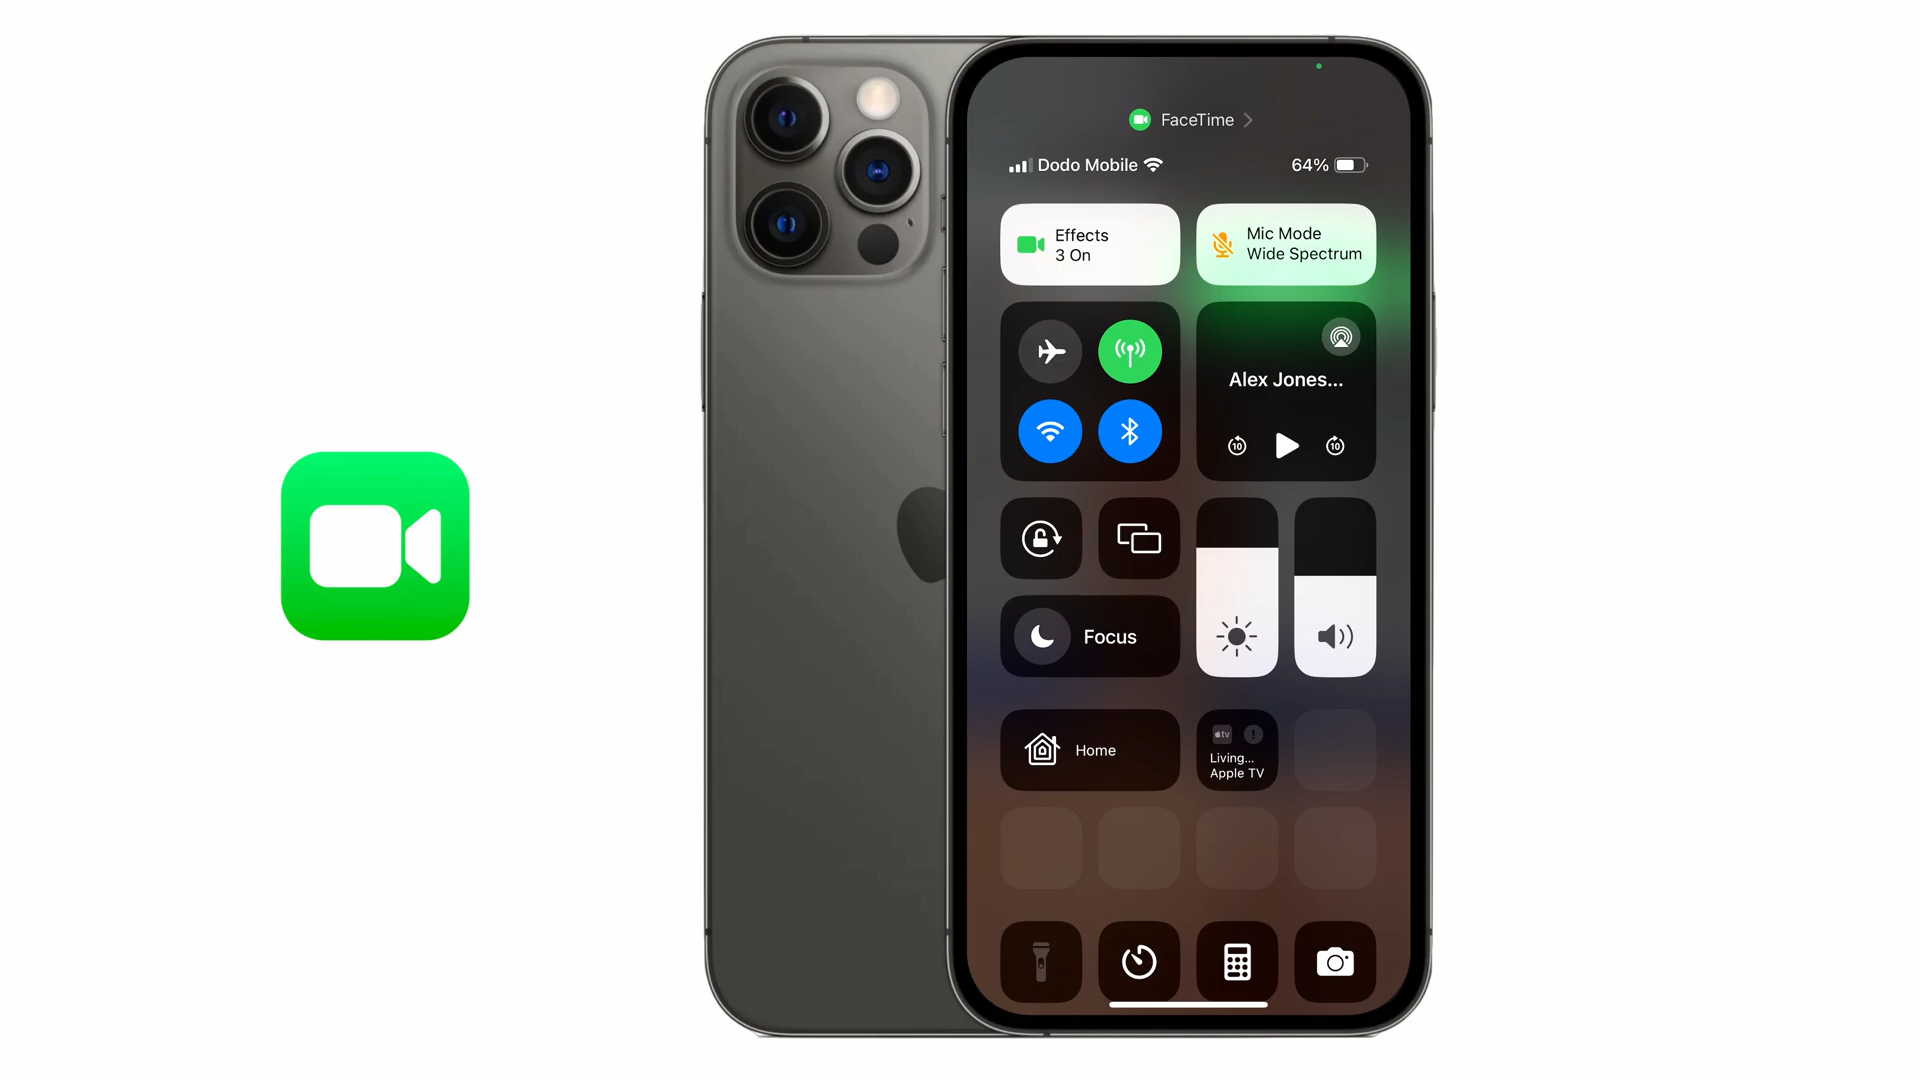 FaceTime
Dodo Mobile
64%
Effects
3 On
Mic Mode
Wide Spectrum
Alex Jones...
10
10
Focus
Home
tv
Living...
Apple TV